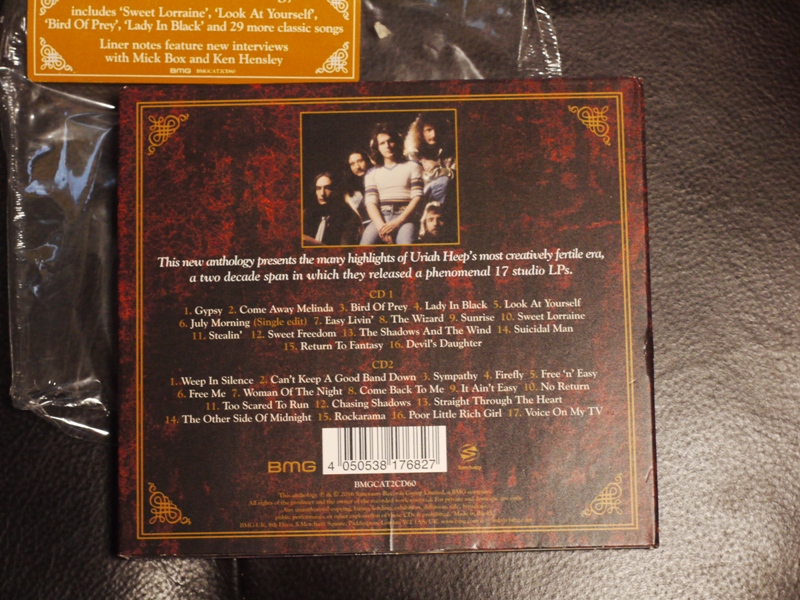 includes 'Sweet Lorraine', 'Look At Yourself',
'Bird Of Prey', 'Lady In Black' and 29 more classic songs
Liner notes feature new interviews
with Mick Box and Ken Hensley
BMG BMGCAT2CD60
This new anthology presents the many highlights of Uriah Heep's most creatively fertile era,
a two decade span in which they released a phenomenal 17 studio LPs.
CD 1
1. Gypsy 2. Come Away Melinda 3. Bird Of Prey 4. Lady In Black 5. Look At Yourself
6. July Morning (Single edit) 7. Easy Livin' 8. The Wizard 9. Sunrise 10. Sweet Lorraine
11. Stealin' 12. Sweet Freedom 13. The Shadows And The Wind 14. Suicidal Man
15. Return To Fantasy 16. Devil's Daughter
CD2
1. Weep In Silence 2. Can't Keep A Good Band Down 3. Sympathy 4. Firefly 5. Free 'n' Easy
6. Free Me 7. Woman Of The Night 8. Come Back To Me 9. It Ain't Easy 10. No Return
11. Too Scared To Run 12. Chasing Shadows 13. Straight Through The Heart
14. The Other Side Of Midnight 15. Rockarama 16. Poor Little Rich Girl 17. Voice On My TV
BMG
4 050538 176827
Sanctuary
BMGCAT2CD60